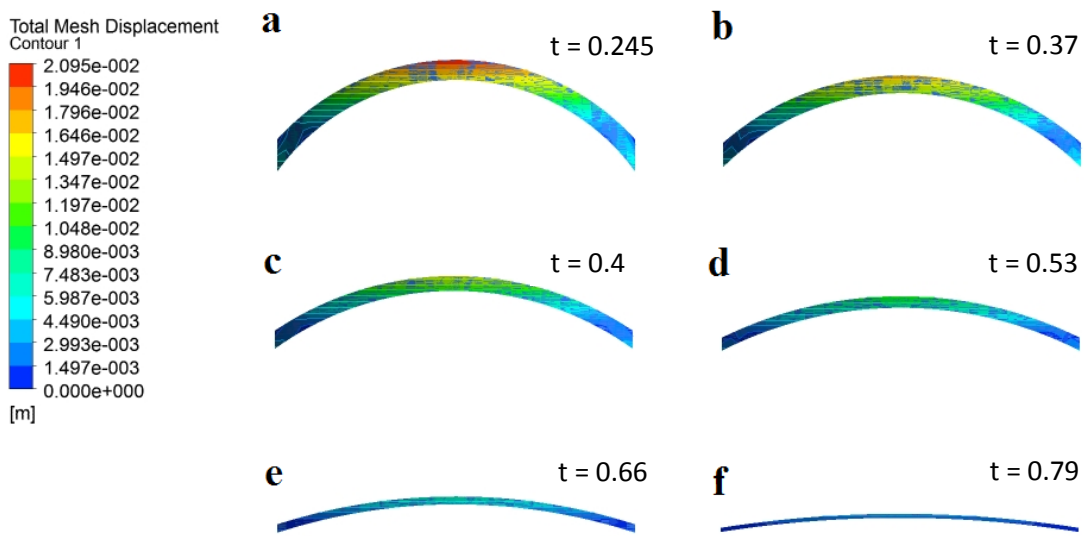 Total Mesh Displacement
Contour 1
2.095e-002
1.946e-002
1.796e-002
1.646e-002
1.497e-002
1.347e-002
1.197e-002
1.048e-002
8.980e-003
7.483e-003
5.987e-003
4.490e-003
2.993e-003
1.497e-003
0.000e+000
[m]
a
t = 0.245
b
t = 0.37
c
t = 0.4
d
t = 0.53
e
t = 0.66
f
t = 0.79